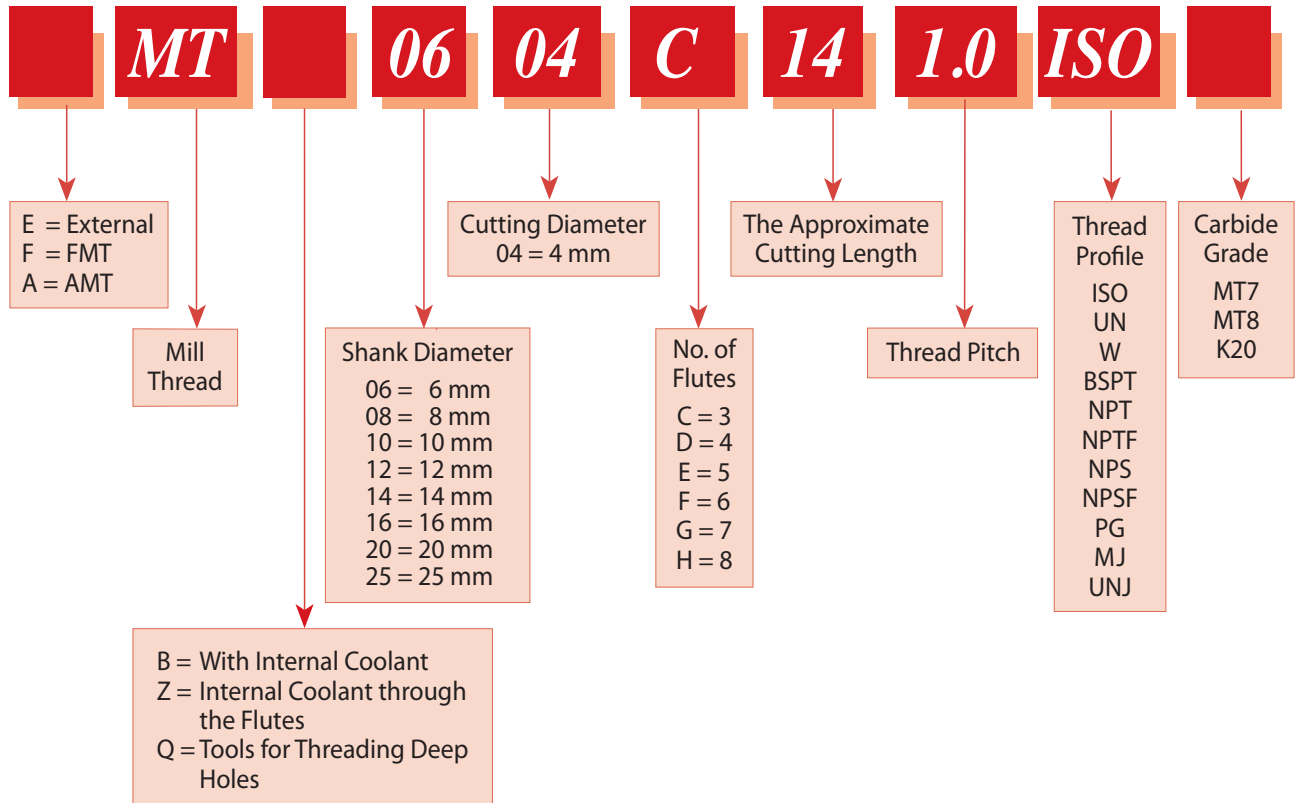 MT 06 04 C 14 1.0 ISO
E = External
F = FMT
A = AMT
Mill
Thread
B = With Internal Coolant
Z = Internal Coolant through
the Flutes
Q = Tools for Threading Deep
Holes
Shank Diameter
06 = 6 mm
08 = 8 mm
10 = 10 mm
12 = 12 mm
14 = 14 mm
16 = 16 mm
20 = 20 mm
25 = 25 mm
Cutting Diameter
04 = 4 mm
No. of
Flutes
C = 3
D = 4
E = 5
F = 6
G = 7
H = 8
The Approximate
Cutting Length
Thread Pitch
Thread
Profile
ISO
UN
W
BSPT
NPT
NPTF
NPS
NPSF
PG
MJ
UNJ
Carbide
Grade
MT7
MT8
K20